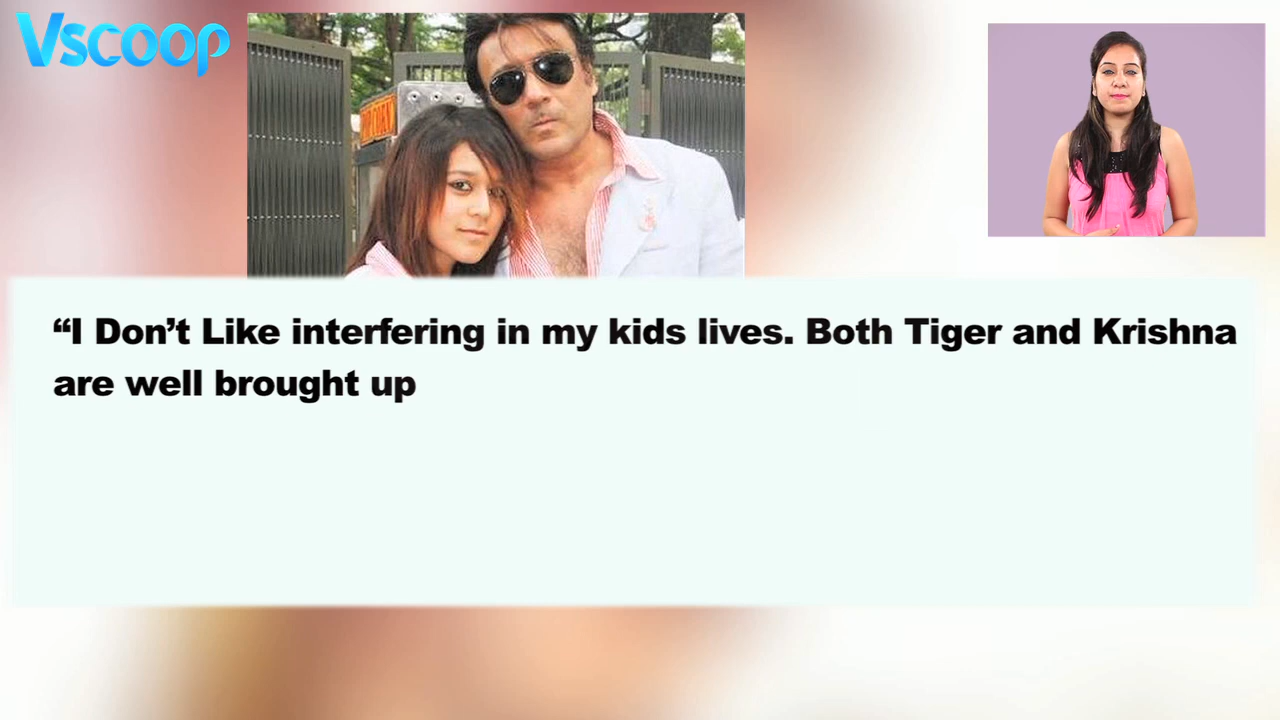 Vscoop
“I Don’t Like interfering in my kids lives. Both Tiger and Krishna
are well brought up